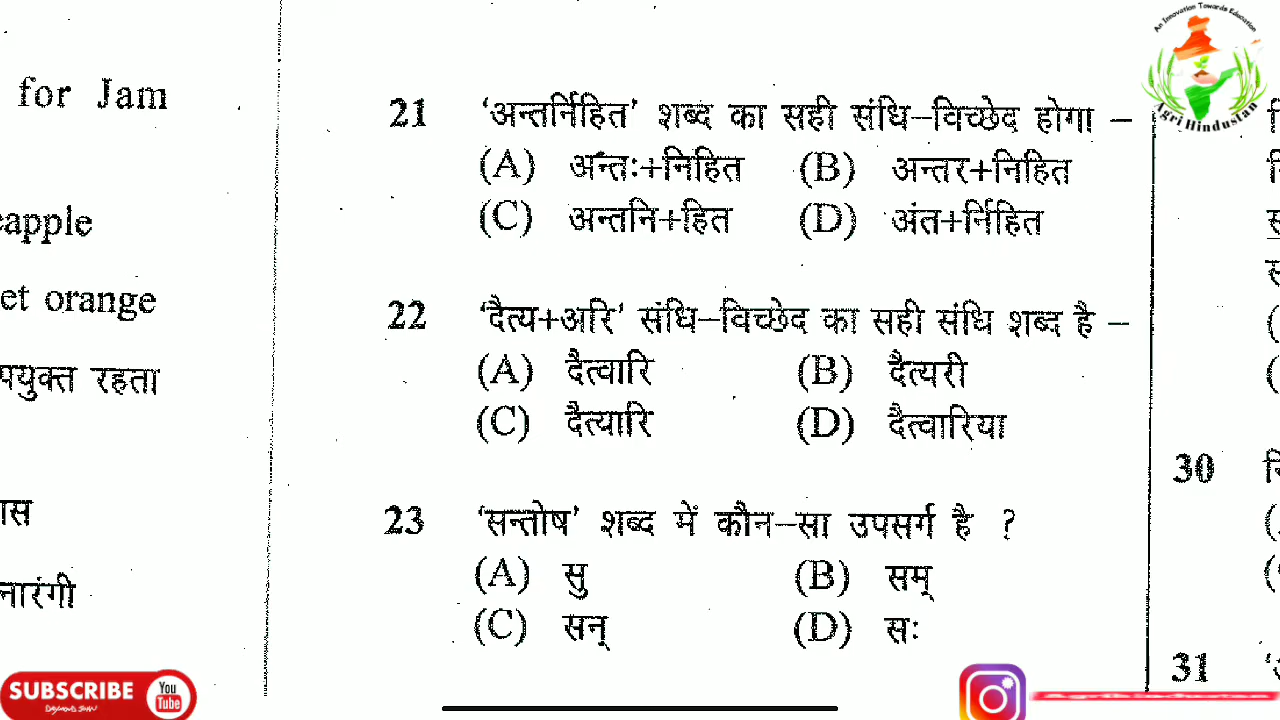 for Jam
eapple
et orange
पयुक्त रहता
ास
नारंगी
21 ‘अन्तर्निहित’ शब्द का सही संधि–विच्छेद होगा –
(A) अन्तः+निहित (B) अन्तर+निहित
(C) अन्तनि+हित (D) अंत+र्निहित
22 ‘दैत्य+अरि’ संधि–विच्छेद का सही संधि शब्द है –
(A) दैत्वारि (B) दैत्यरी
(C) दैत्यारि (D) दैत्वारिया
23 ‘सन्तोष’ शब्द में कौन–सा उपसर्ग है ?
(A) सु (B) सम्
(C) सन् (D) सः
30
31
An Innovation Towards Education
Agri Hindustan
SUBSCRIBE
You
Tube